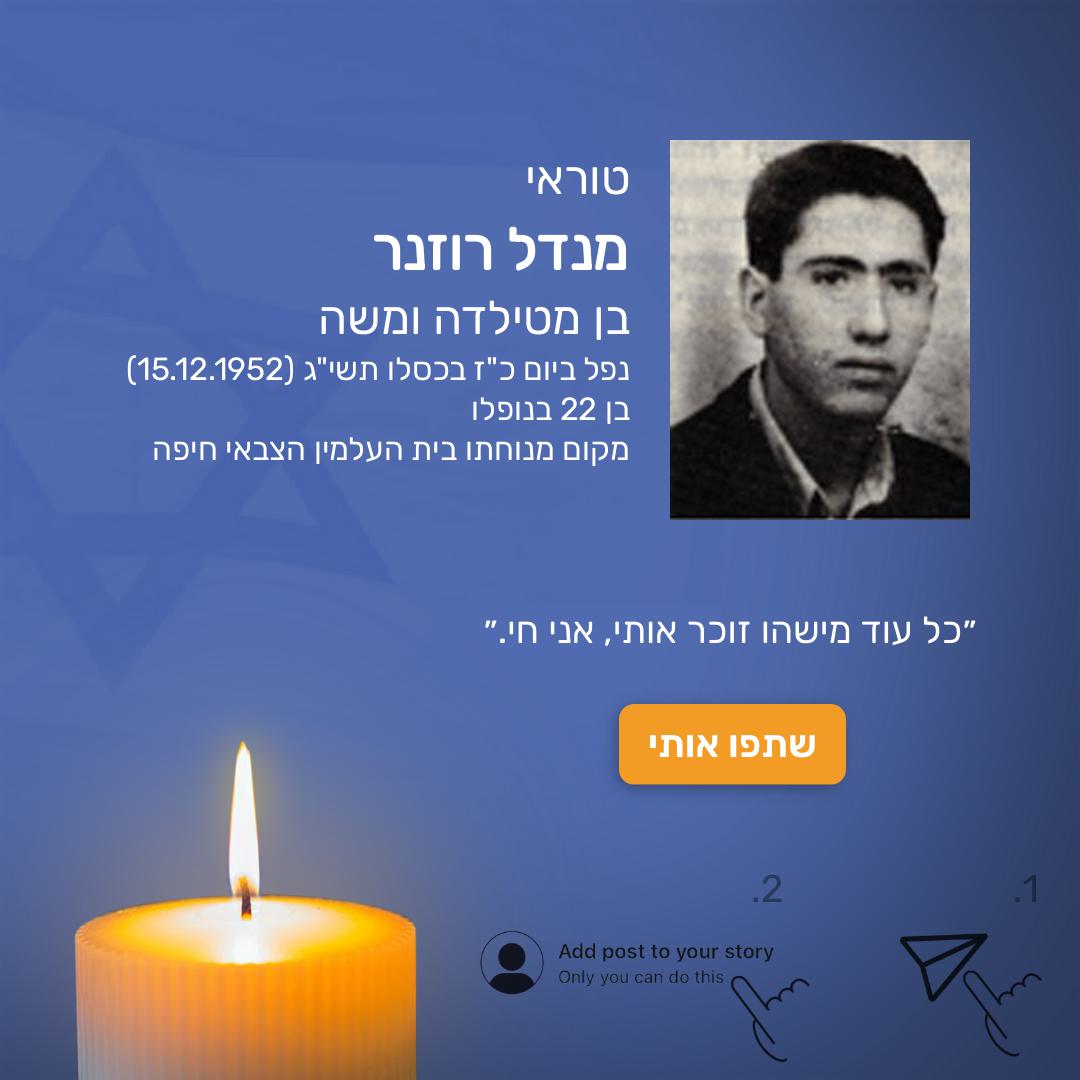 טוראי
מנדל רוזנר
בן מטילדה ומשה
נפל ביום כ"ז בכסלו תשי"ג (15.12.1952)
בן 22 בנופלו
מקום מנוחתו בית העלמין הצבאי חיפה
״כל עוד מישהו זוכר אותי, אני חי.״
שתפו אותי
1.
2.
Add post to your story
Only you can do this